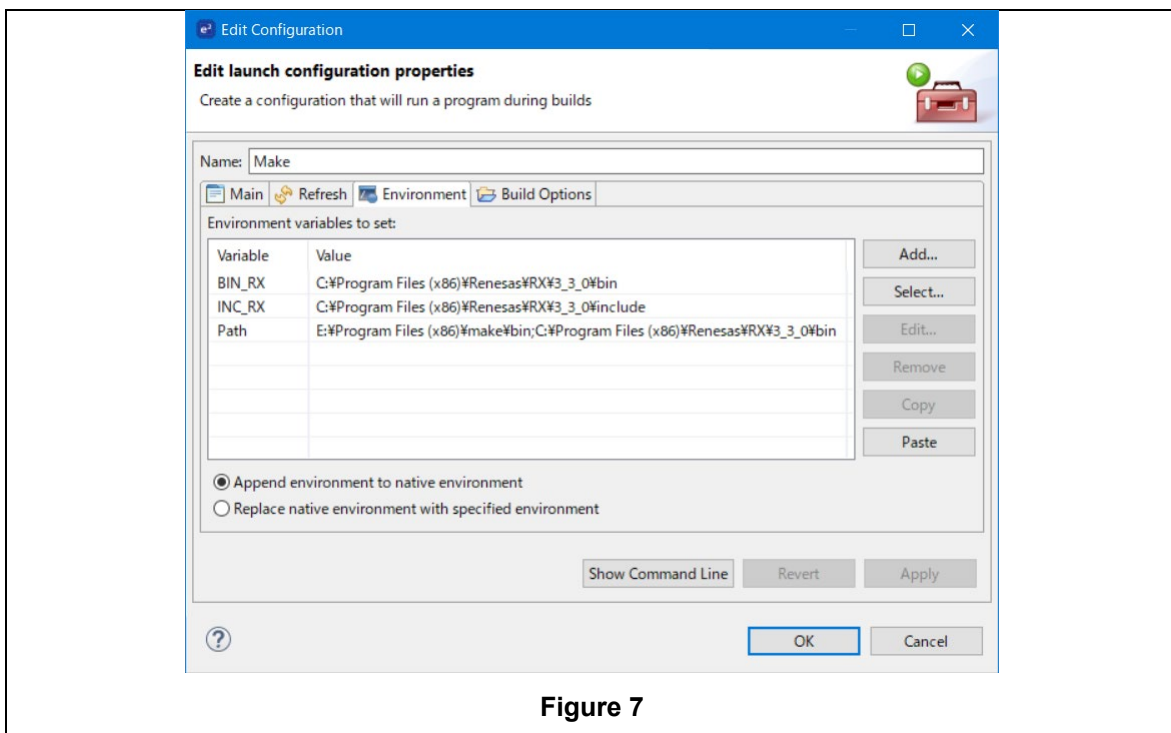 e² Edit Configuration
Edit launch configuration properties
Create a configuration that will run a program during builds
Name: Make
Main Refresh Environment Build Options
Environment variables to set:
Variable Value Add...
BIN_RX C:¥Program Files (x86)¥Renesas¥RX¥3_3_0¥bin
Select...
INC_RX C:¥Program Files (x86)¥Renesas¥RX¥3_3_0¥include
Path E:¥Program Files (x86)¥make¥bin;C:¥Program Files (x86)¥Renesas¥RX¥3_3_0¥bin Edit...
Remove
Copy
Paste
Append environment to native environment
Replace native environment with specified environment
Show Command Line Revert Apply
? OK Cancel
Figure 7